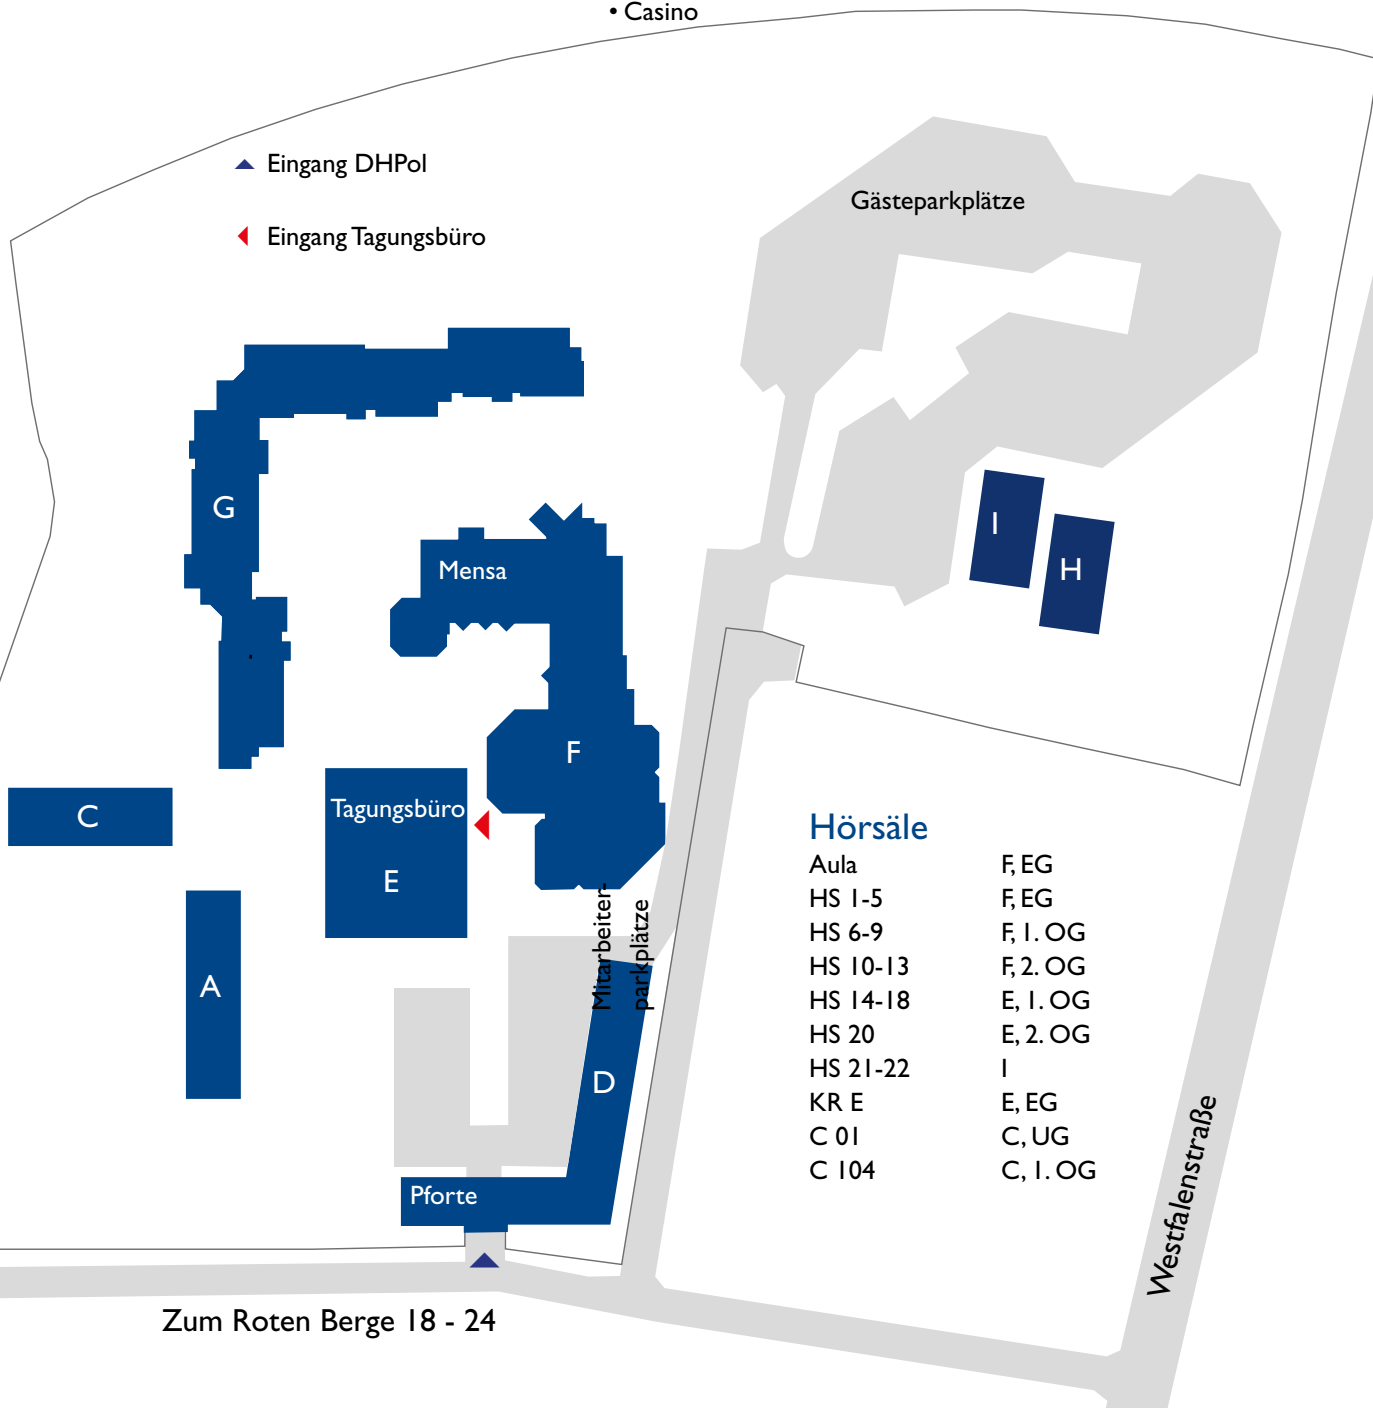 • Casino
Eingang DHPol
Eingang Tagungsbüro
Gästeparkplätze
G
Mensa
I
H
F
C
Tagungsbüro
E
A
Mitarbeiter-
parkplätze
D
Pforte
Hörsäle
Aula F, EG
HS 1-5 F, EG
HS 6-9 F, 1. OG
HS 10-13 F, 2. OG
HS 14-18 E, 1. OG
HS 20 E, 2. OG
HS 21-22 I
KR E E, EG
C 01 C, UG
C 104 C, 1. OG
Westfalenstraße
Zum Roten Berge 18 - 24